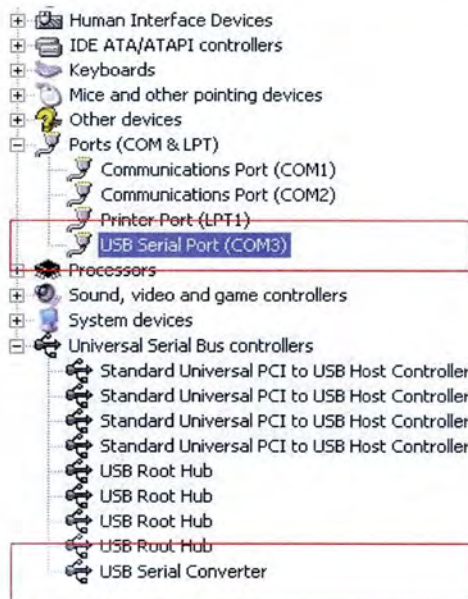 Human Interface Devices
IDE ATA/ATAPI controllers
Keyboards
Mice and other pointing devices
Other devices
Ports (COM & LPT)
Communications Port (COM1)
Communications Port (COM2)
Printer Port (LPT1)
USB Serial Port (COM3)
Processors
Sound, video and game controllers
System devices
Universal Serial Bus controllers
Standard Universal PCI to USB Host Controller
Standard Universal PCI to USB Host Controller
Standard Universal PCI to USB Host Controller
Standard Universal PCI to USB Host Controller
USB Root Hub
USB Root Hub
USB Root Hub
USB Root Hub
USB Serial Converter